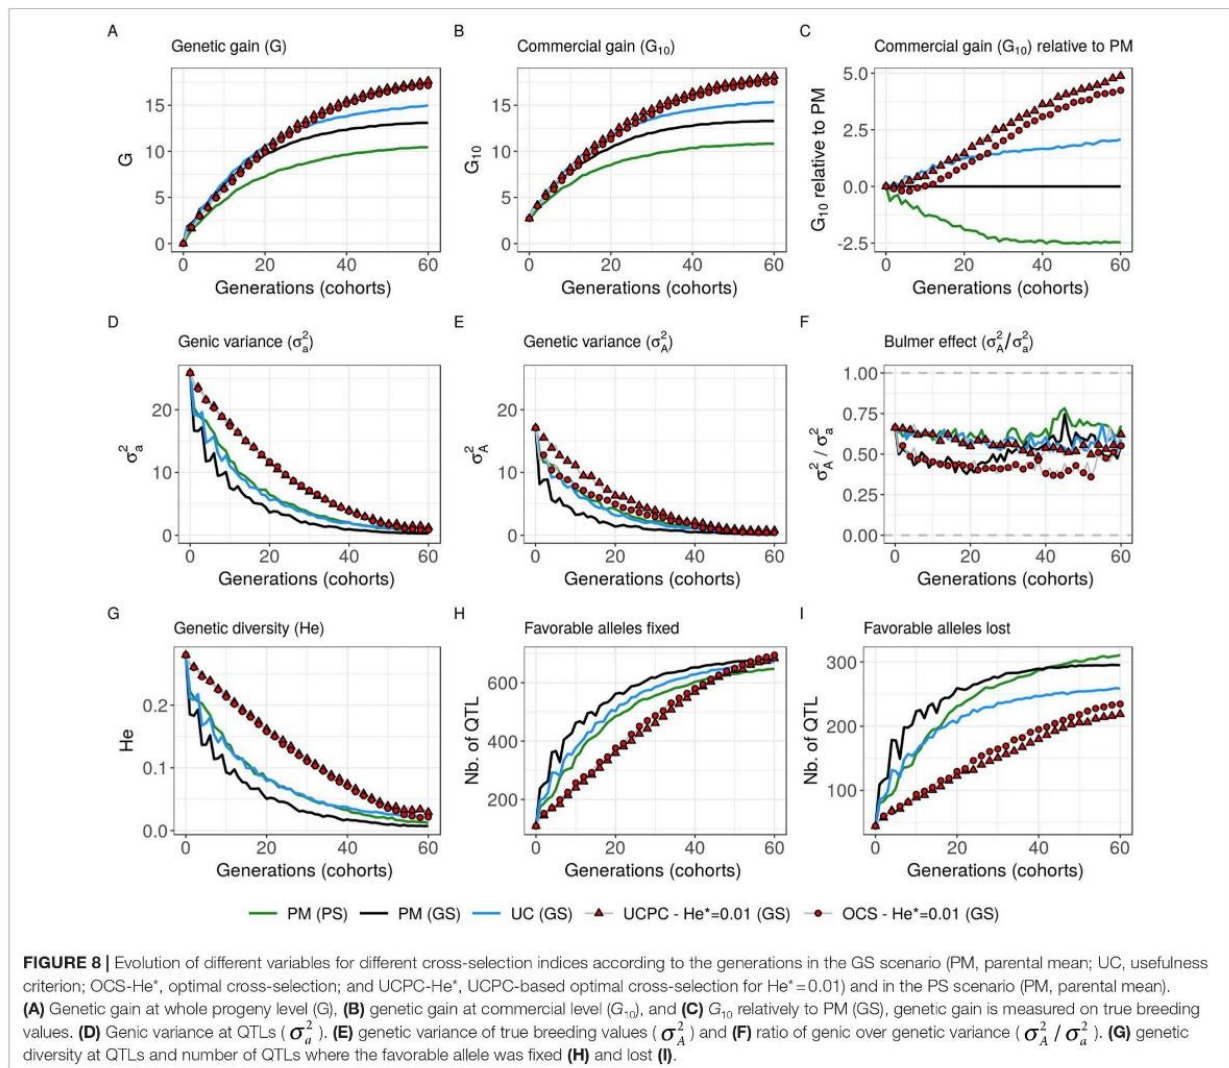 A
Genetic gain (G)
15
10
5
0
G
0 20 40 60
Generations (cohorts)
B
Commercial gain (G₁₀)
15
10
5
0
G₁₀
0 20 40 60
Generations (cohorts)
C
Commercial gain (G₁₀) relative to PM
5.0
2.5
0.0
-2.5
G₁₀ relative to PM
0 20 40 60
Generations (cohorts)
D
Genic variance (σ²ₐ)
20
10
0
σ²ₐ
0 20 40 60
Generations (cohorts)
E
Genetic variance (σ²_A)
20
10
0
σ²_A
0 20 40 60
Generations (cohorts)
F
Bulmer effect (σ²_A/σ²ₐ)
1.00
0.75
0.50
0.25
0.00
σ²_A / σ²ₐ
0 20 40 60
Generations (cohorts)
G
Genetic diversity (He)
0.2
0.1
0.0
He
0 20 40 60
Generations (cohorts)
H
Favorable alleles fixed
600
400
200
Nb. of QTL
0 20 40 60
Generations (cohorts)
I
Favorable alleles lost
300
200
100
Nb. of QTL
0 20 40 60
Generations (cohorts)
PM (PS) PM (GS) UC (GS) UCPC - He*=0.01 (GS) OCS - He*=0.01 (GS)
FIGURE 8 | Evolution of different variables for different cross-selection indices according to the generations in the GS scenario (PM, parental mean; UC, usefulness
criterion; OCS-He*, optimal cross-selection; and UCPC-He*, UCPC-based optimal cross-selection for He* = 0.01) and in the PS scenario (PM, parental mean).
(A) Genetic gain at whole progeny level (G), (B) genetic gain at commercial level (G₁₀), and (C) G₁₀ relatively to PM (GS), genetic gain is measured on true breeding
values. (D) Genic variance at QTLs (σ²ₐ). (E) genetic variance of true breeding values (σ²_A) and (F) ratio of genic over genetic variance (σ²_A / σ²ₐ). (G) genetic
diversity at QTLs and number of QTLs where the favorable allele was fixed (H) and lost (I).